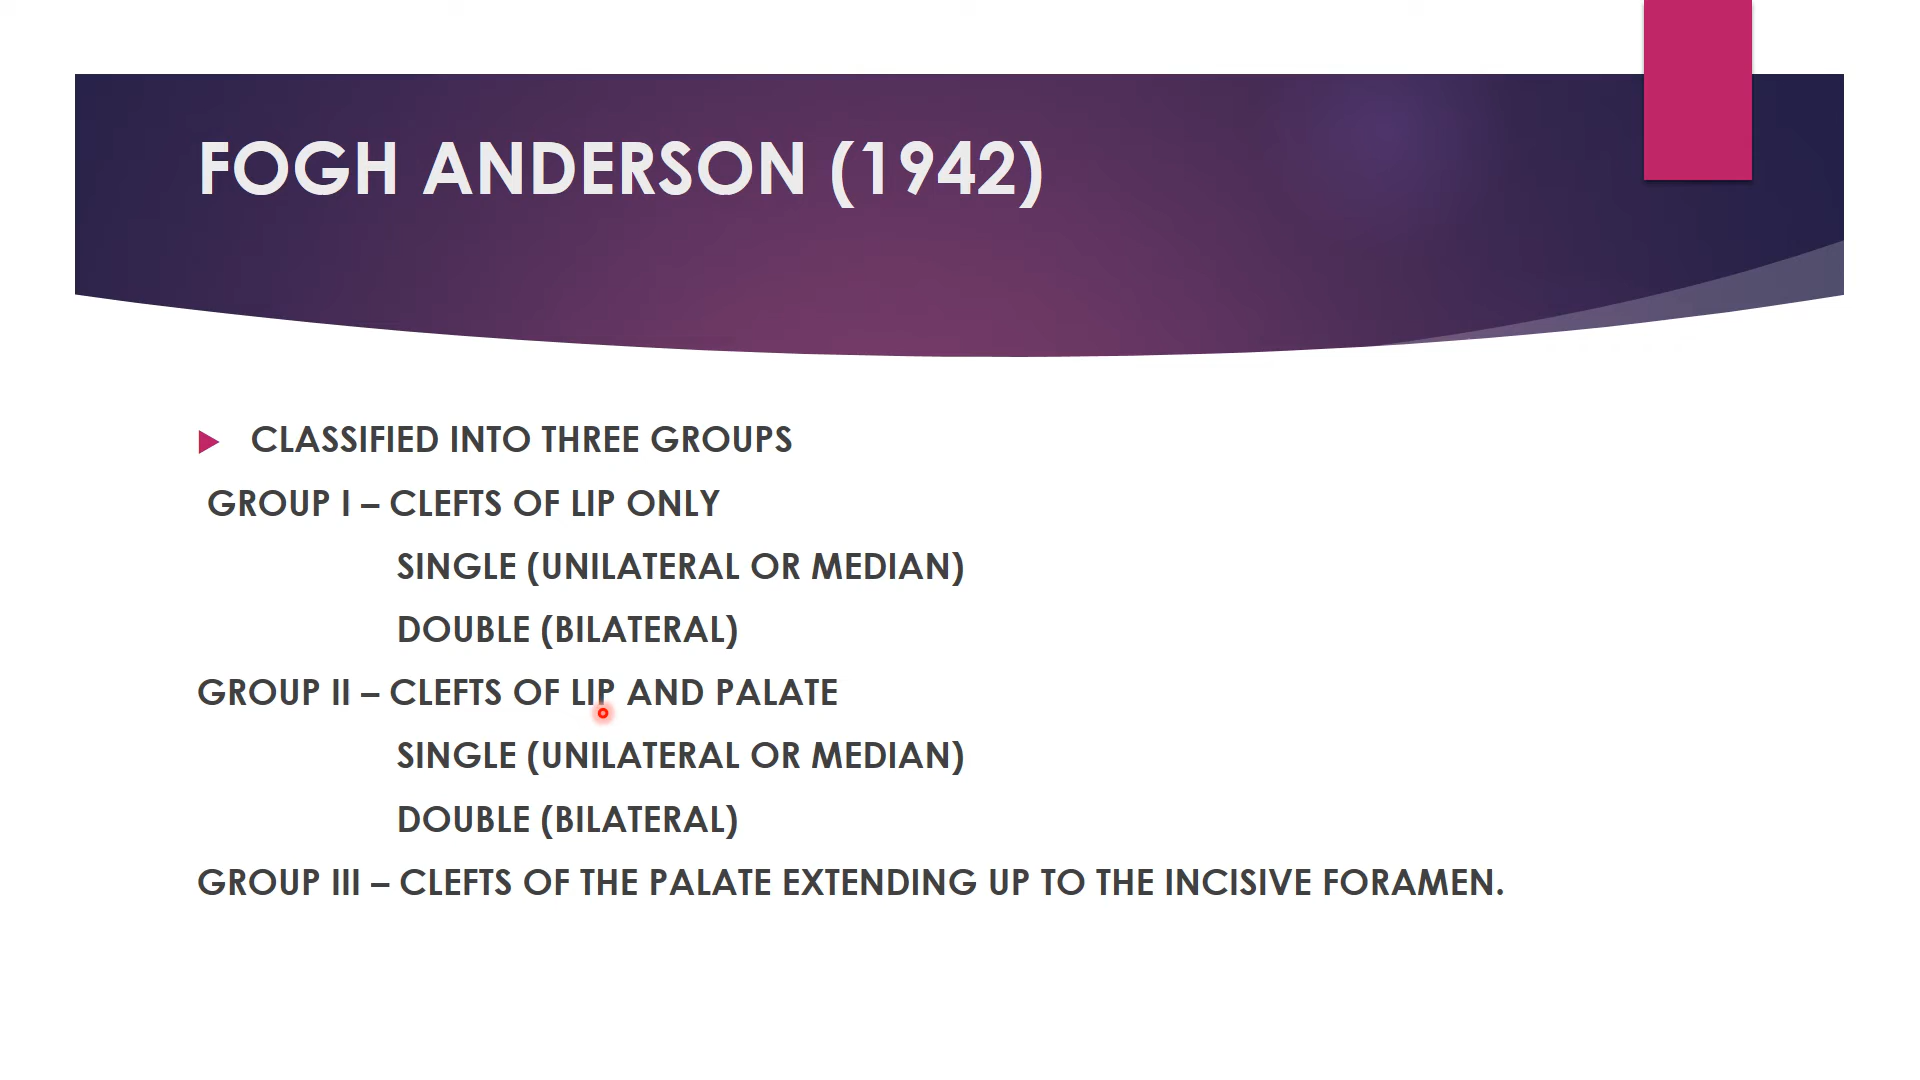 FOGH ANDERSON (1942)
CLASSIFIED INTO THREE GROUPS
GROUP I – CLEFTS OF LIP ONLY
SINGLE (UNILATERAL OR MEDIAN)
DOUBLE (BILATERAL)
GROUP II – CLEFTS OF LIP AND PALATE
SINGLE (UNILATERAL OR MEDIAN)
DOUBLE (BILATERAL)
GROUP III – CLEFTS OF THE PALATE EXTENDING UP TO THE INCISIVE FORAMEN.